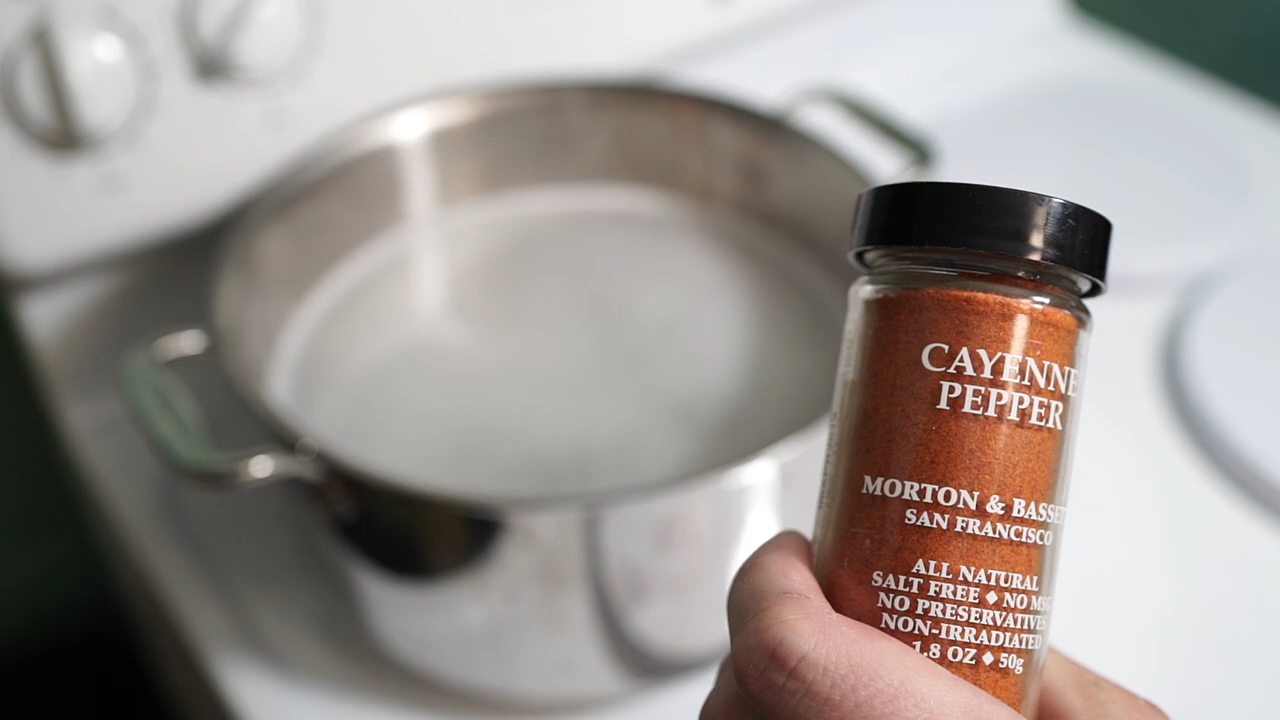 CAYENNE
PEPPER
MORTON & BASSE
SAN FRANCISCO
ALL NATURAL
SALT FREE ♦ NO MSG
NO PRESERVATIVES
NON-IRRADIATED
1.8 OZ ♦ 50g